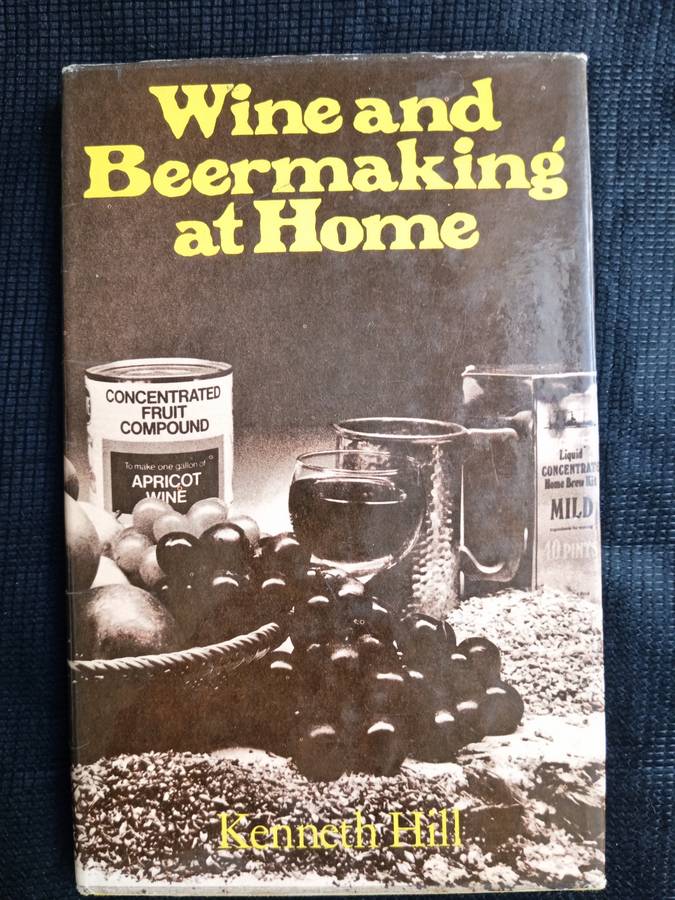 Wine and
Beermaking
at Home
CONCENTRATED
FRUIT
COMPOUND
To make one gallon of
APRICOT
WINE
Liquid
CONCENTRATE
Home Brew Kit
MILD
40 PINTS
Kenneth Hill